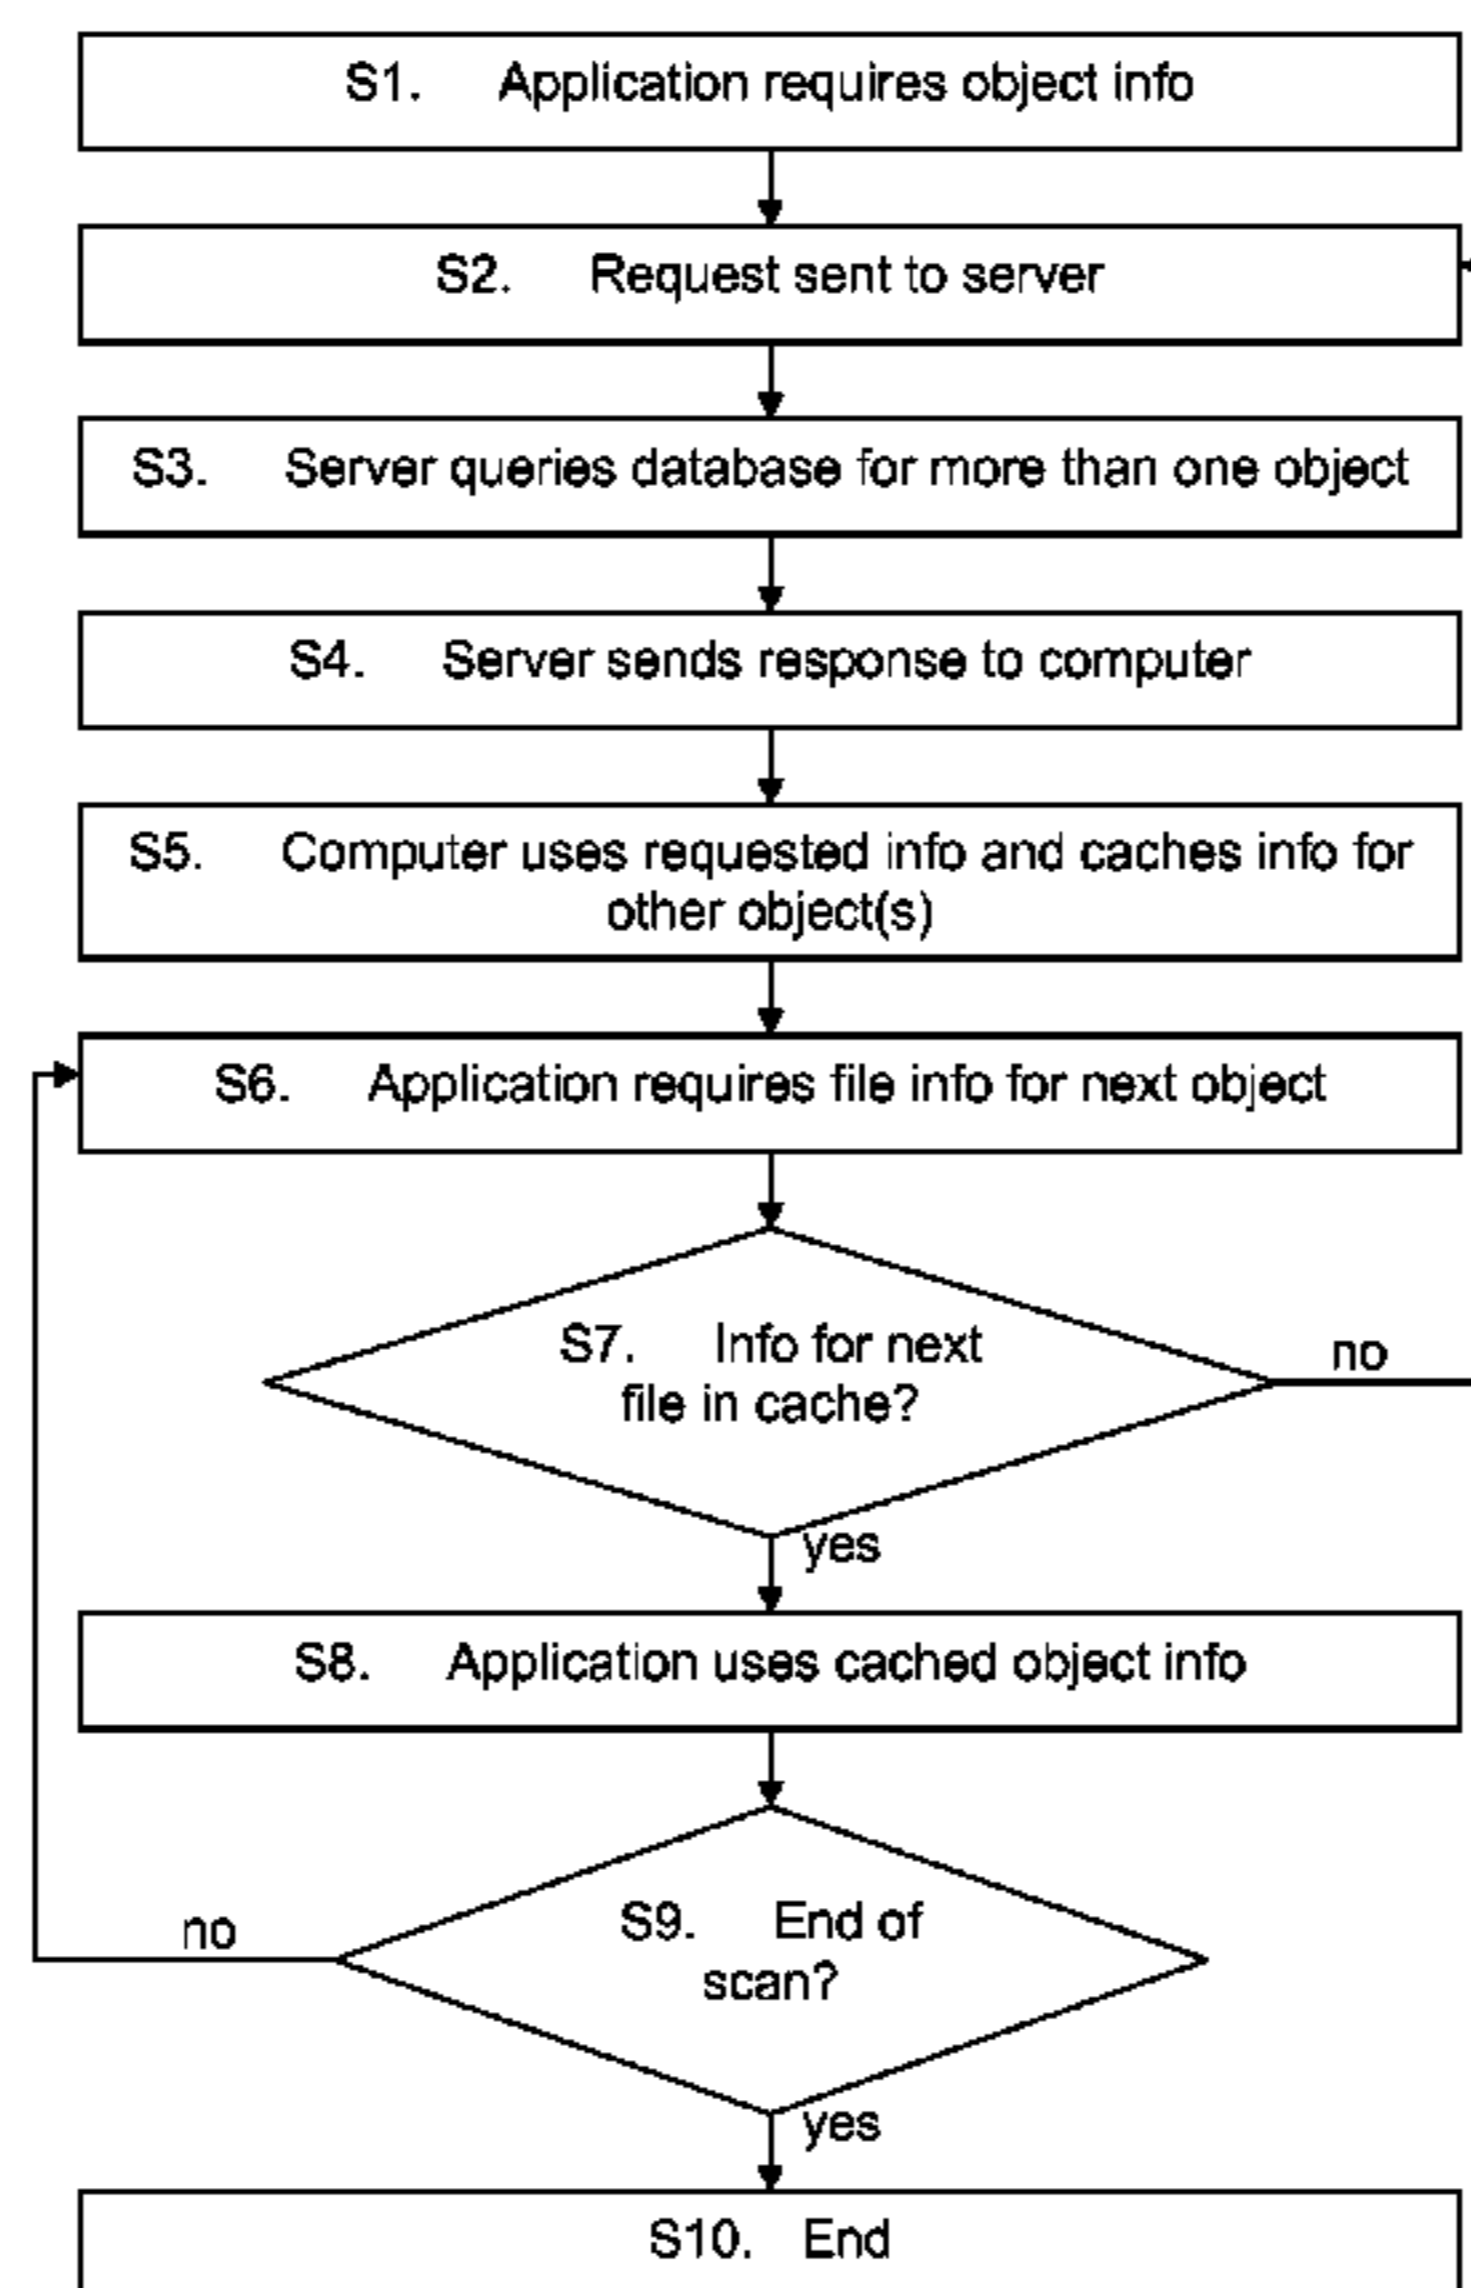 S1. Application requires object info
S2. Request sent to server
S3. Server queries database for more than one object
S4. Server sends response to computer
S5. Computer uses requested info and caches info for
other object(s)
S6. Application requires file info for next object
S7. Info for next
file in cache?
no
yes
S8. Application uses cached object info
S9. End of
scan?
no
yes
S10. End